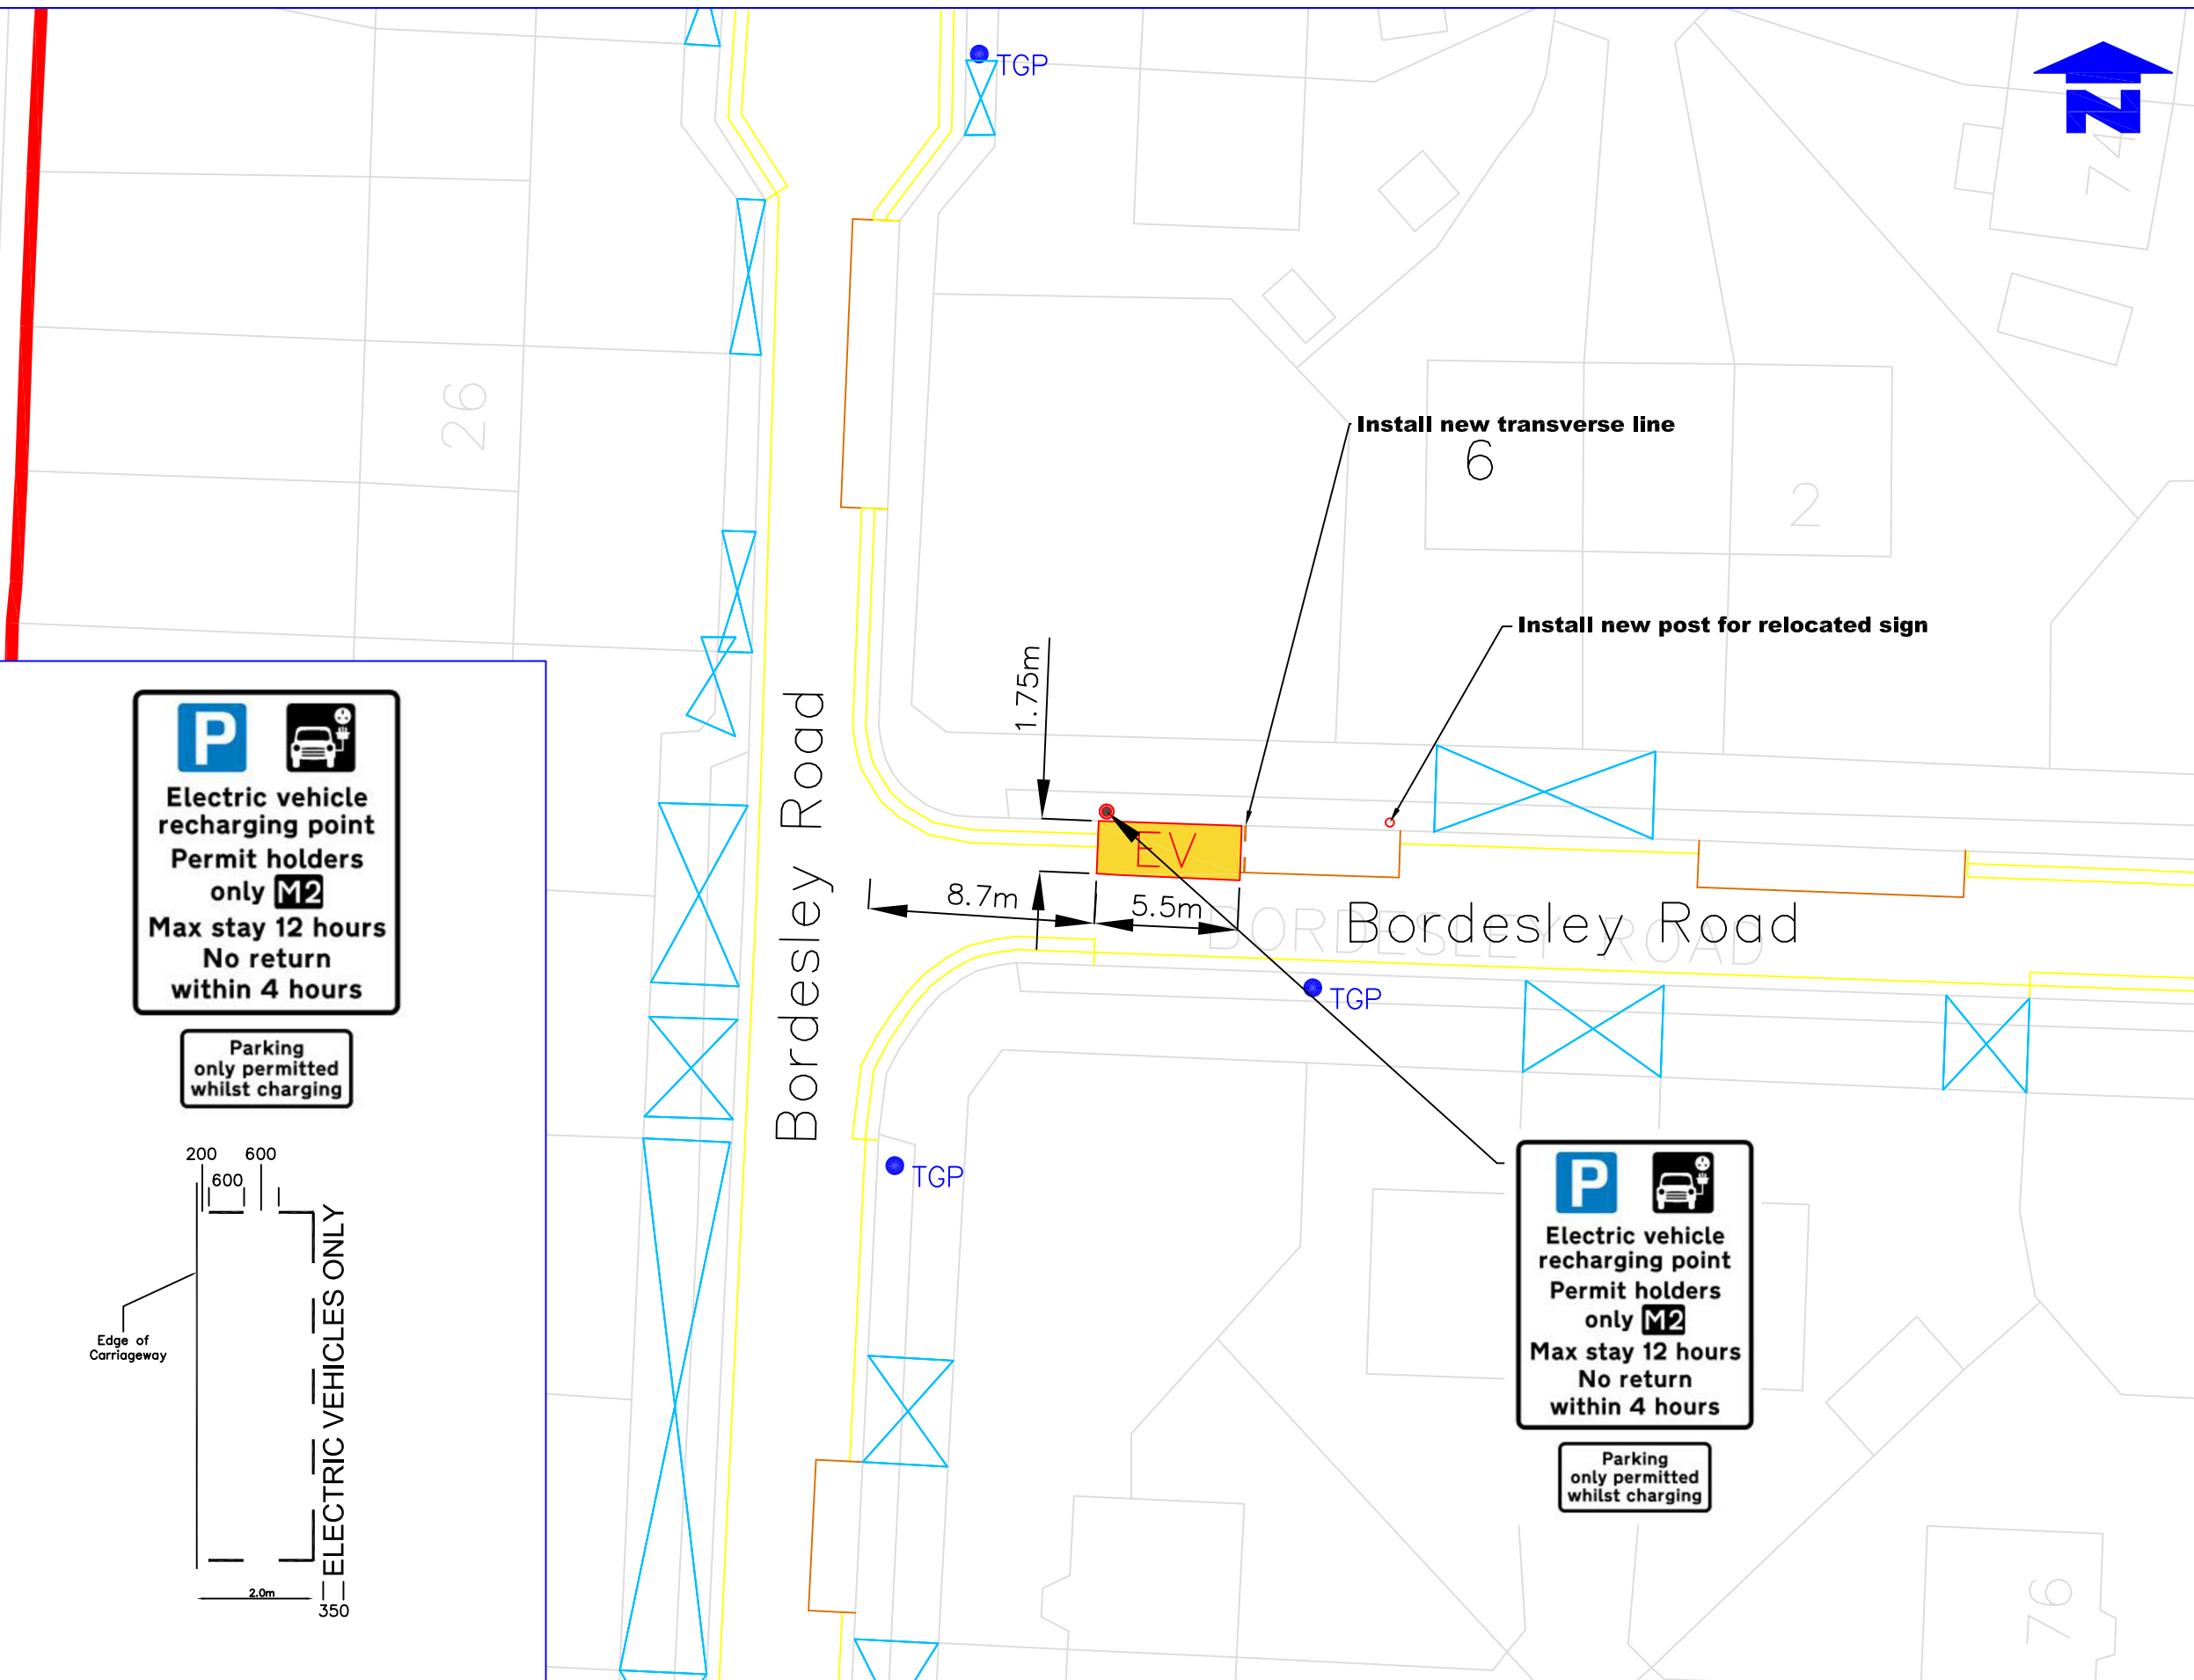 TGP
N
74
26
Install new transverse line
6
2
Install new post for relocated sign
1.75m
Bordesley Road
EV
8.7m
5.5m
BORDESLEY ROAD
Bordesley Road
TGP
TGP
P
Electric vehicle
recharging point
Permit holders
only M2
Max stay 12 hours
No return
within 4 hours
Parking
only permitted
whilst charging
200
600
600
Edge of
Carriageway
ELECTRIC VEHICLES ONLY
2.0m
350
P
Electric vehicle
recharging point
Permit holders
only M2
Max stay 12 hours
No return
within 4 hours
Parking
only permitted
whilst charging
76